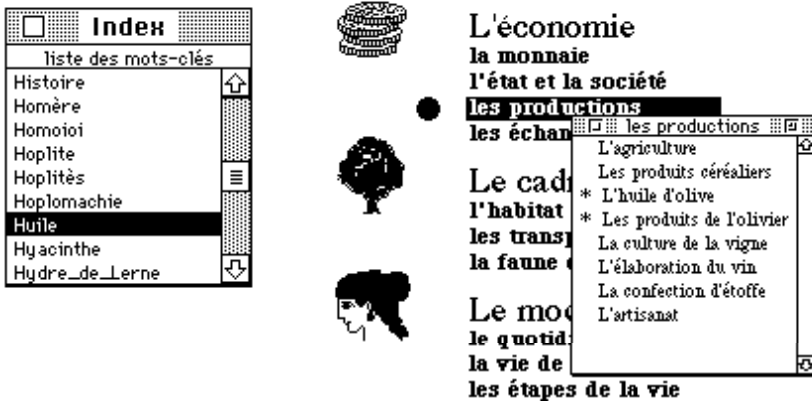 Index
liste des mots-clés
Histoire
Homère
Homoioi
Hoplite
Hoplitès
Hoplomachie
Huile
Hyacinthe
Hydre_de_Lerne
L'économie
la monnaie
l'état et la société
les productions
les échan
Le cad
l'habitat
les trans
la faune
Le mo
le quotid
la vie de
les étapes de la vie
les productions
L'agriculture
Les produits céréaliers
* L'huile d'olive
* Les produits de l'olivier
La culture de la vigne
L'élaboration du vin
La confection d'étoffe
L'artisanat